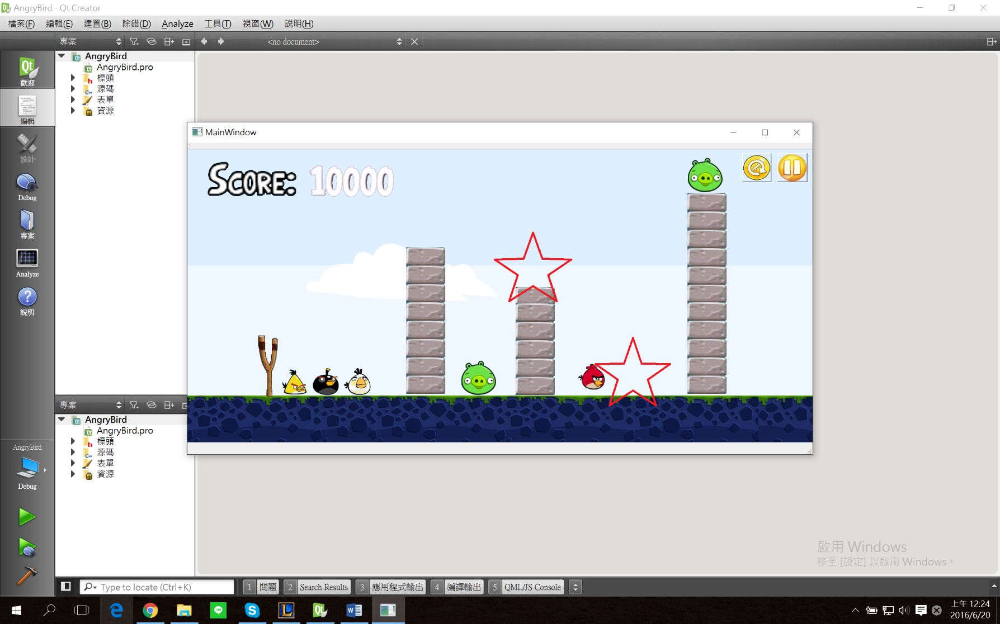 AngryBird - Qt Creator
檔案(F) 編輯(E) 建置(B) 除錯(D) Analyze 工具(T) 視窗(W) 說明(H)
專案 <no document>
AngryBird
AngryBird.pro
標頭
源碼
表單
資源
Qt
歡迎
編輯
設計
Debug
專案
Analyze
說明
MainWindow
SCORE: 10000
專案
AngryBird
AngryBird.pro
標頭
源碼
表單
資源
AngryBird
Debug
啟用 Windows
移至 [設定] 以啟用 Windows。
Type to locate (Ctrl+K) 1 問題 2 Search Results 3 應用程式輸出 4 編譯輸出 5 QML/JS Console
上午 12:24
2016/6/20